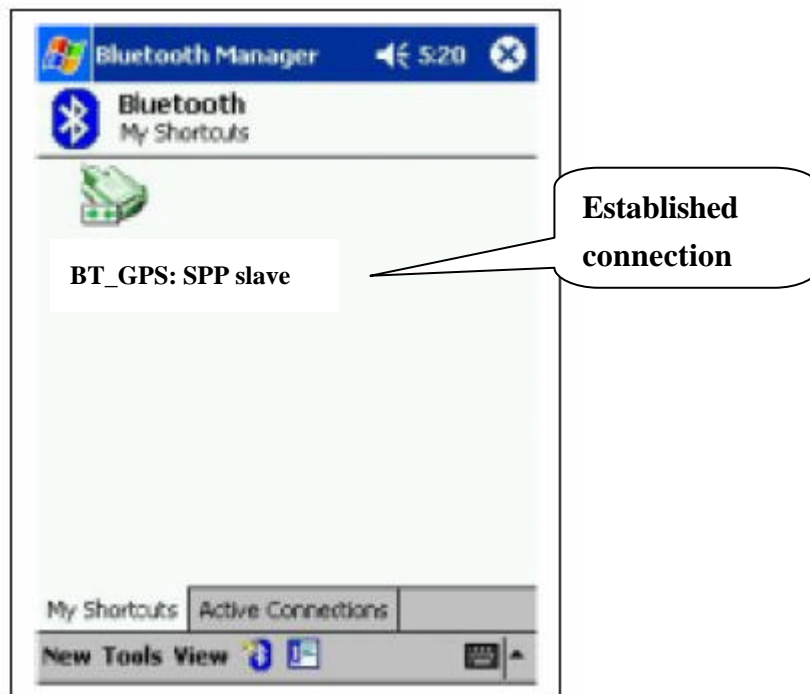 Bluetooth Manager 5:20
Bluetooth
My Shortcuts
BT_GPS: SPP slave
Established
connection
My Shortcuts Active Connections
New Tools View